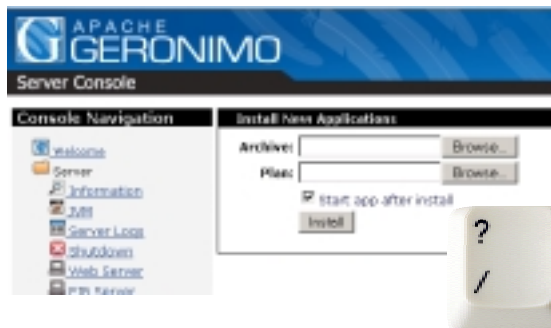 APACHE
GERONIMO
Server Console
Console Navigation
Welcome
Server
Information
JVM
Server Logs
Shutdown
Web Server
Server
Install New Applications
Archive:
Browse...
Plan:
Browse...
Start app after install
Install
?
/